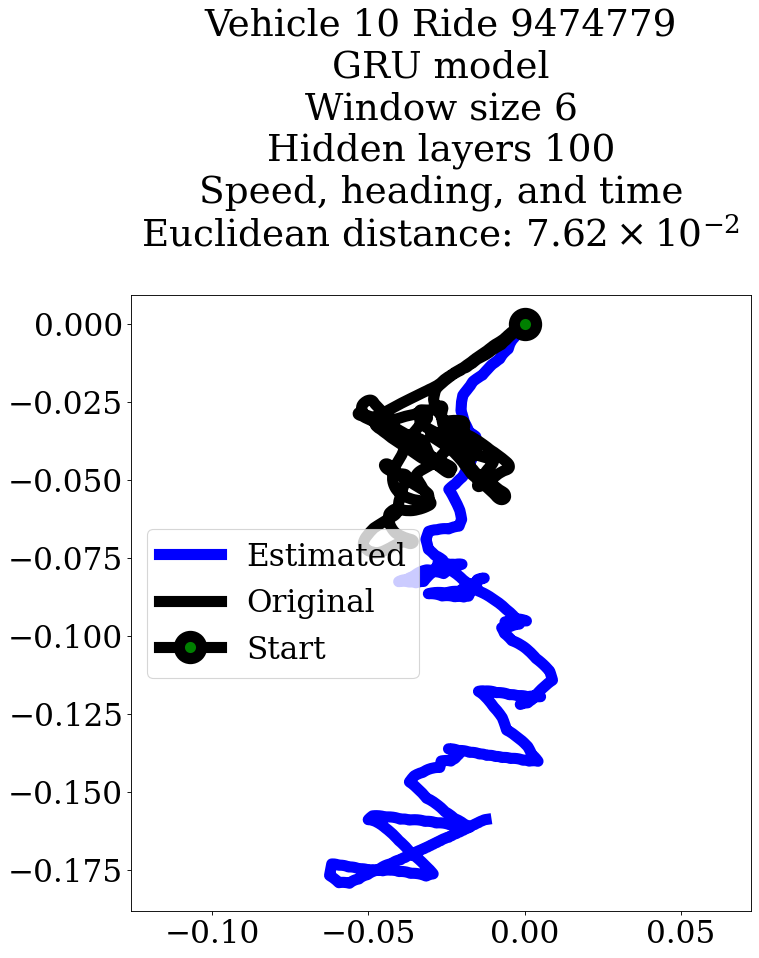 Vehicle 10 Ride 9474779
GRU model
Window size 6
Hidden layers 100
Speed, heading, and time
Euclidean distance: 7.62 × 10⁻²
0.000
−0.025
−0.050
−0.075
−0.100
−0.125
−0.150
−0.175
Estimated
Original
Start
−0.10
−0.05
0.00
0.05